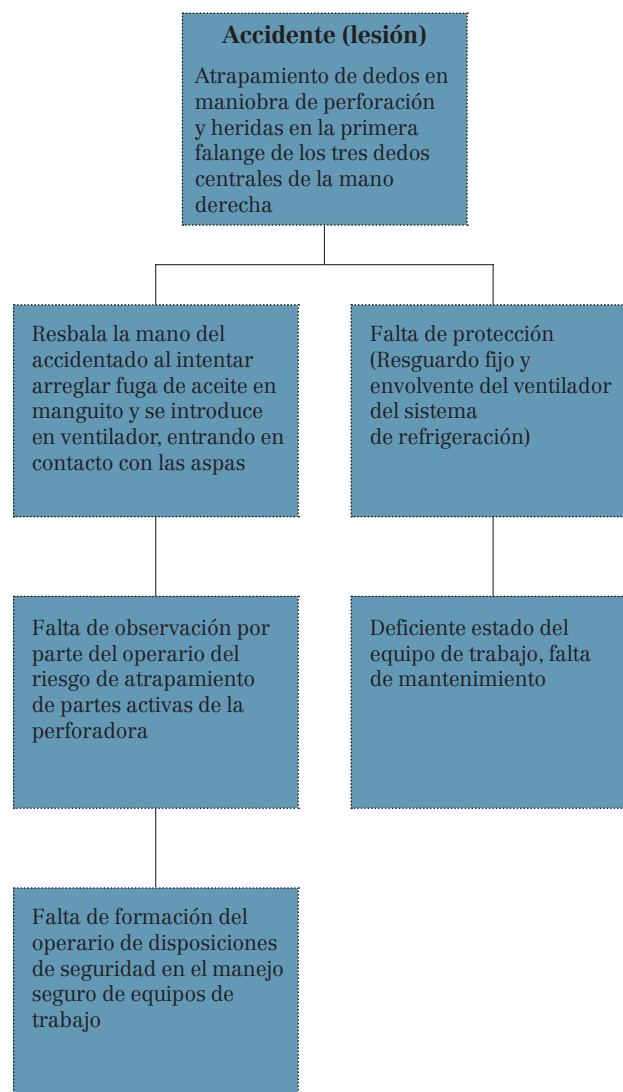 Accidente (lesión)
Atrapamiento de dedos en
maniobra de perforación
y heridas en la primera
falange de los tres dedos
centrales de la mano
derecha
Resbala la mano del
accidentado al intentar
arreglar fuga de aceite en
manguito y se introduce
en ventilador, entrando en
contacto con las aspas
Falta de protección
(Resguardo fijo y
envolvente del ventilador
del sistema
de refrigeración)
Falta de observación por
parte del operario del
riesgo de atrapamiento
de partes activas de la
perforadora
Deficiente estado del
equipo de trabajo, falta
de mantenimiento
Falta de formación del
operario de disposiciones
de seguridad en el manejo
seguro de equipos de
trabajo